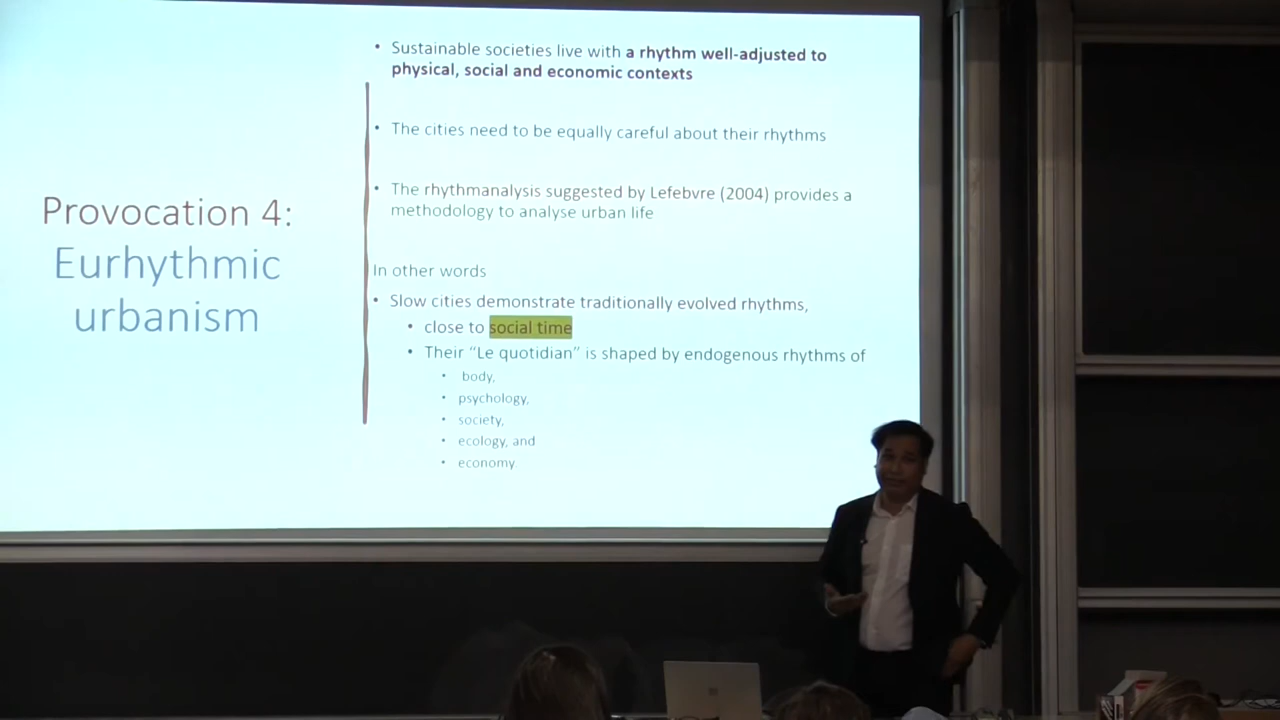 Provocation 4:
Eurhythmic
urbanism
• Sustainable societies live with a rhythm well-adjusted to
physical, social and economic contexts
• The cities need to be equally careful about their rhythms
• The rhythmanalysis suggested by Lefebvre (2004) provides a
methodology to analyse urban life
In other words
• Slow cities demonstrate traditionally evolved rhythms,
• close to social time
• Their “Le quotidian” is shaped by endogenous rhythms of
• body,
• psychology,
• society,
• ecology, and
• economy